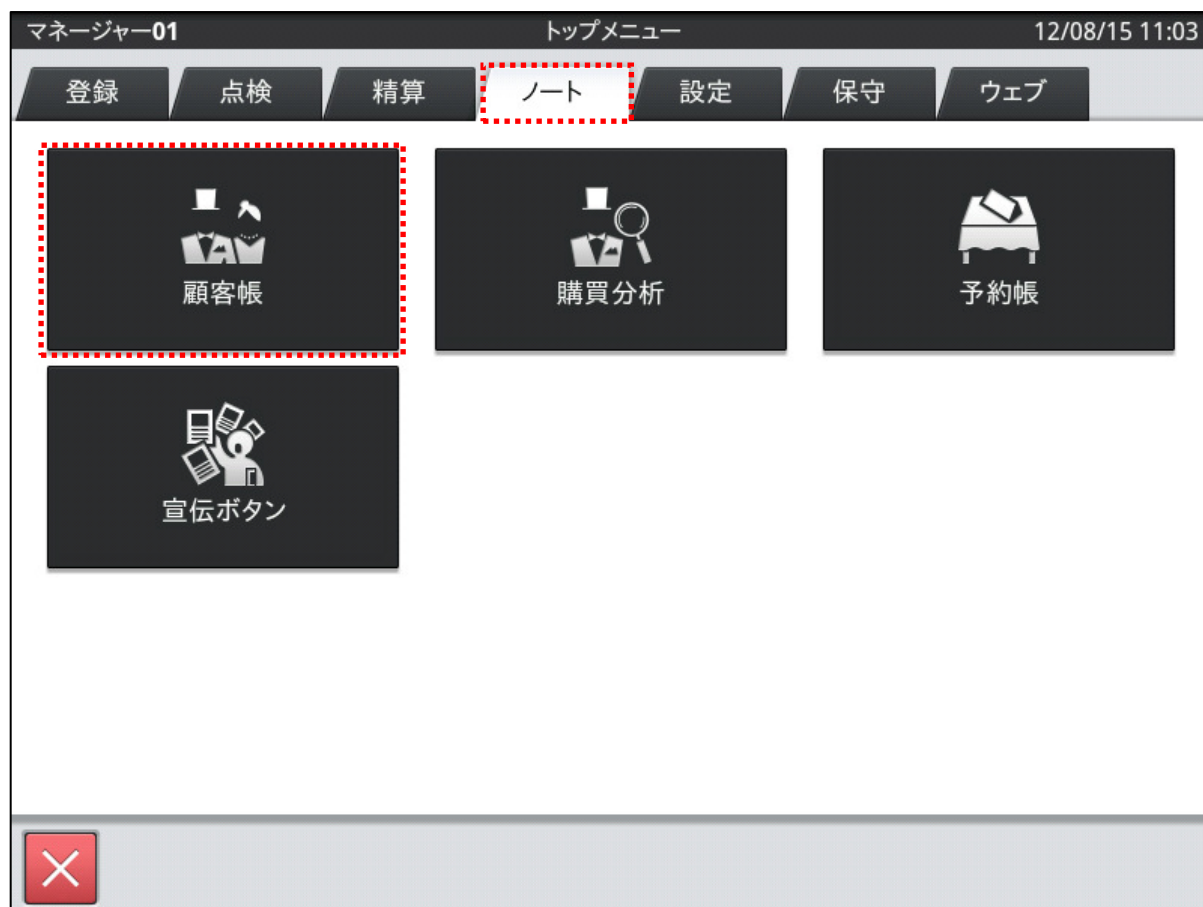 マネージャー01 トップメニュー 12/08/15 11:03
登録 点検 精算 ノート 設定 保守 ウェブ
顧客帳 購買分析 予約帳
宣伝ボタン